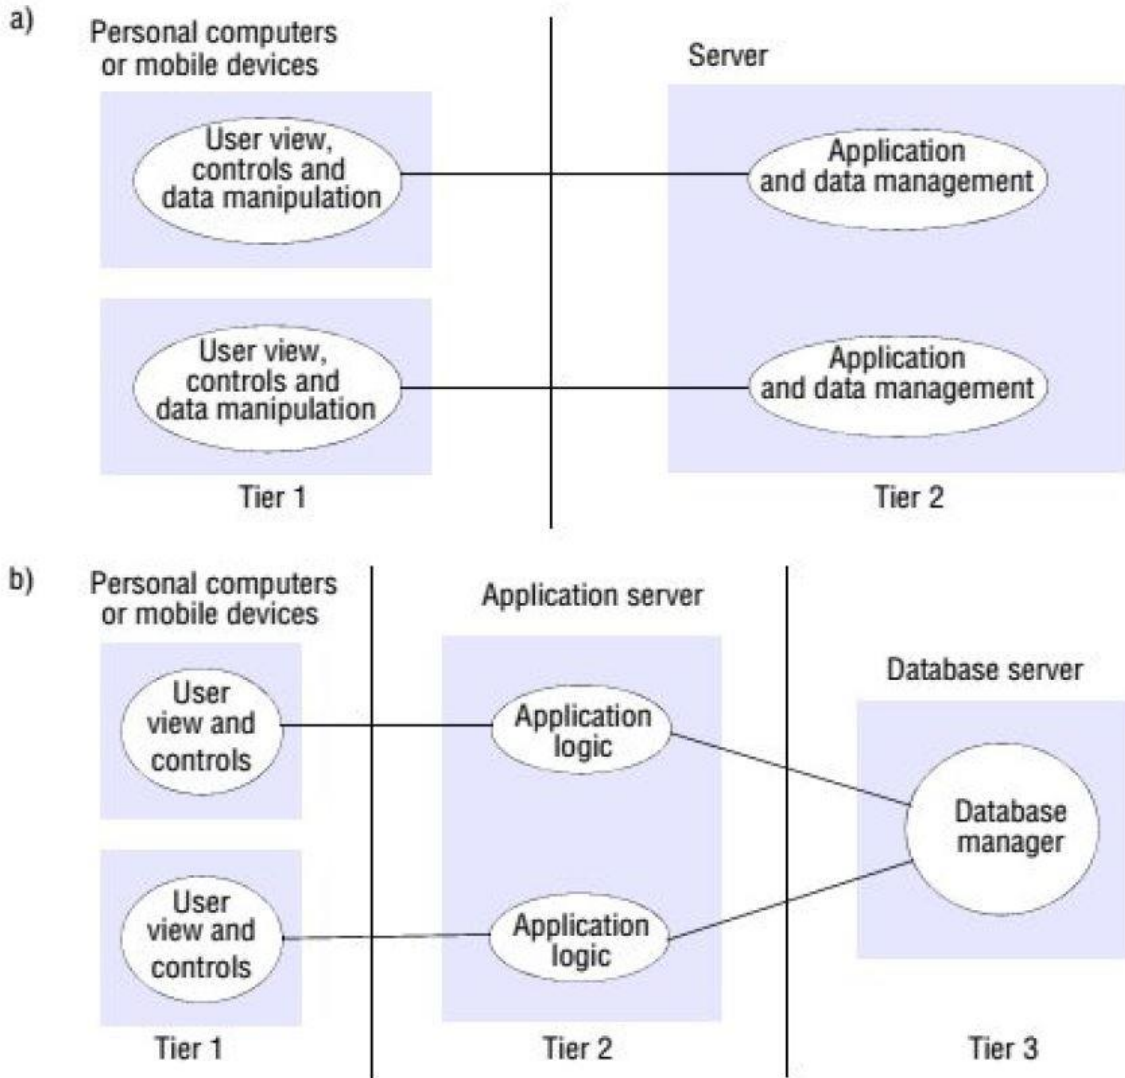 a)
Personal computers
or mobile devices
Server
User view,
controls and
data manipulation
Application
and data management
User view,
controls and
data manipulation
Application
and data management
Tier 1
Tier 2
b)
Personal computers
or mobile devices
Application server
Database server
User
view and
controls
Application
logic
Database
manager
User
view and
controls
Application
logic
Tier 1
Tier 2
Tier 3